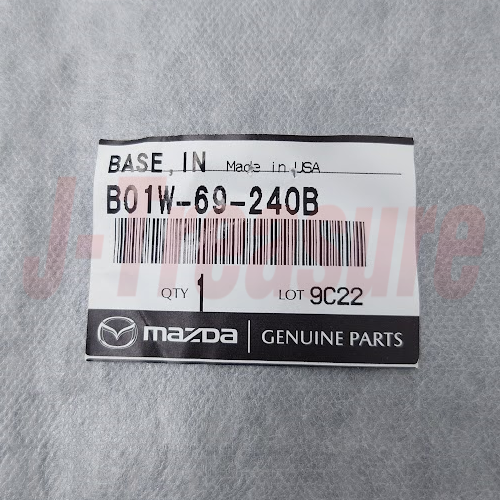 BASE, IN Made in USA
B01W-69-240B
QTY 1 LOT 9C22
mazda GENUINE PARTS
J-Treasure